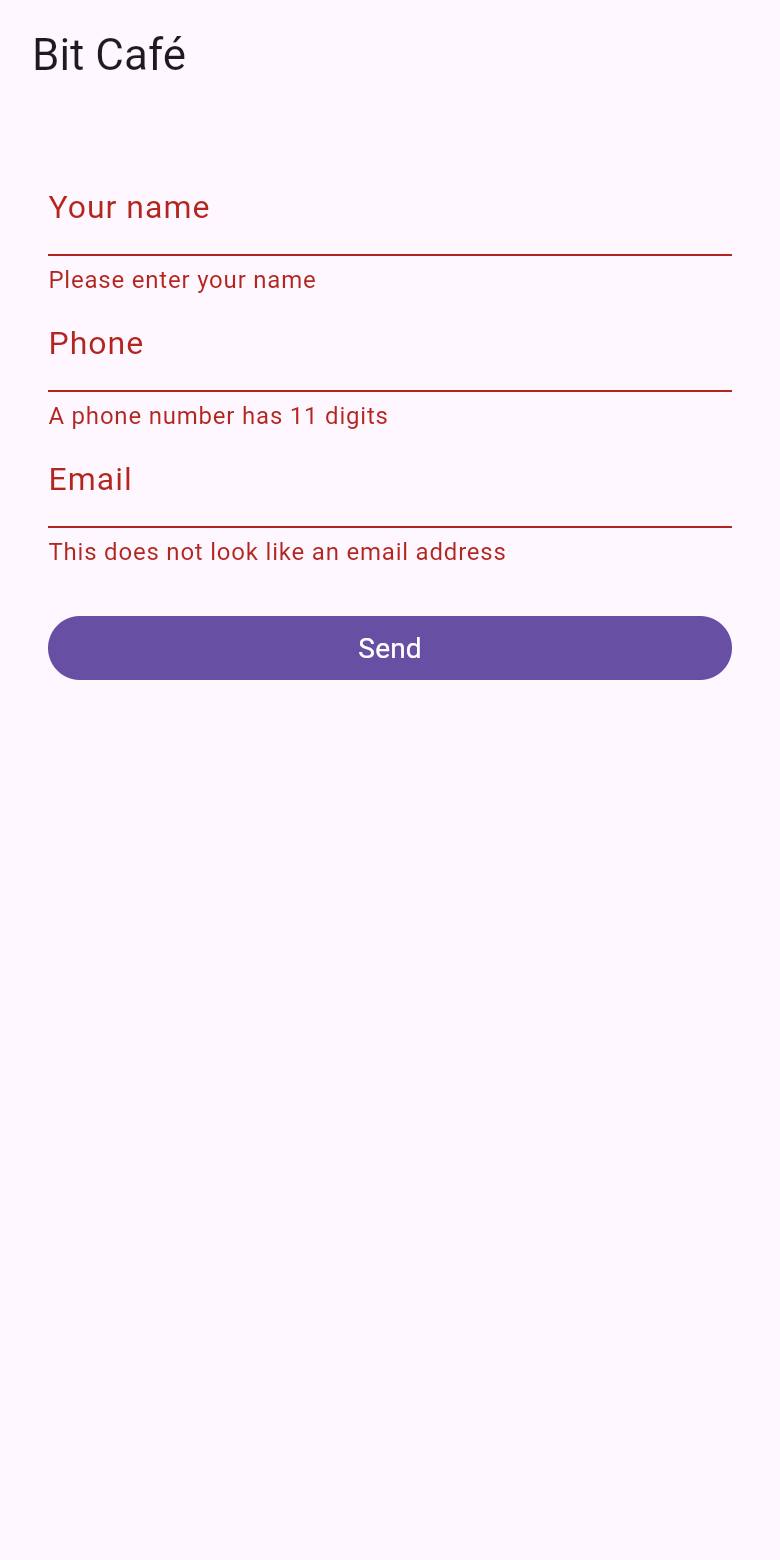 Bit Café
Your name
Please enter your name
Phone
A phone number has 11 digits
Email
This does not look like an email address
Send